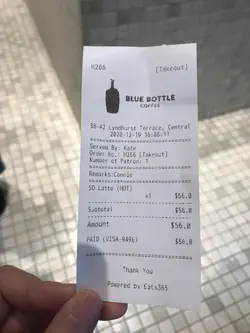 H266 [Takeout]
BLUE BOTTLE
COFFEE
38-42 Lyndhurst Terrace, Central
2020-12-19 16:08:11
Served By: Kate
Order No.: H266 [Takeout]
Number of Patron: 1
Remarks:Connie
SO Latte (HOT)
x1 $56.0
Subtotal $56.0
Amount $56.0
PAID (VISA-9496) $56.0
Thank You
Powered by Eats365